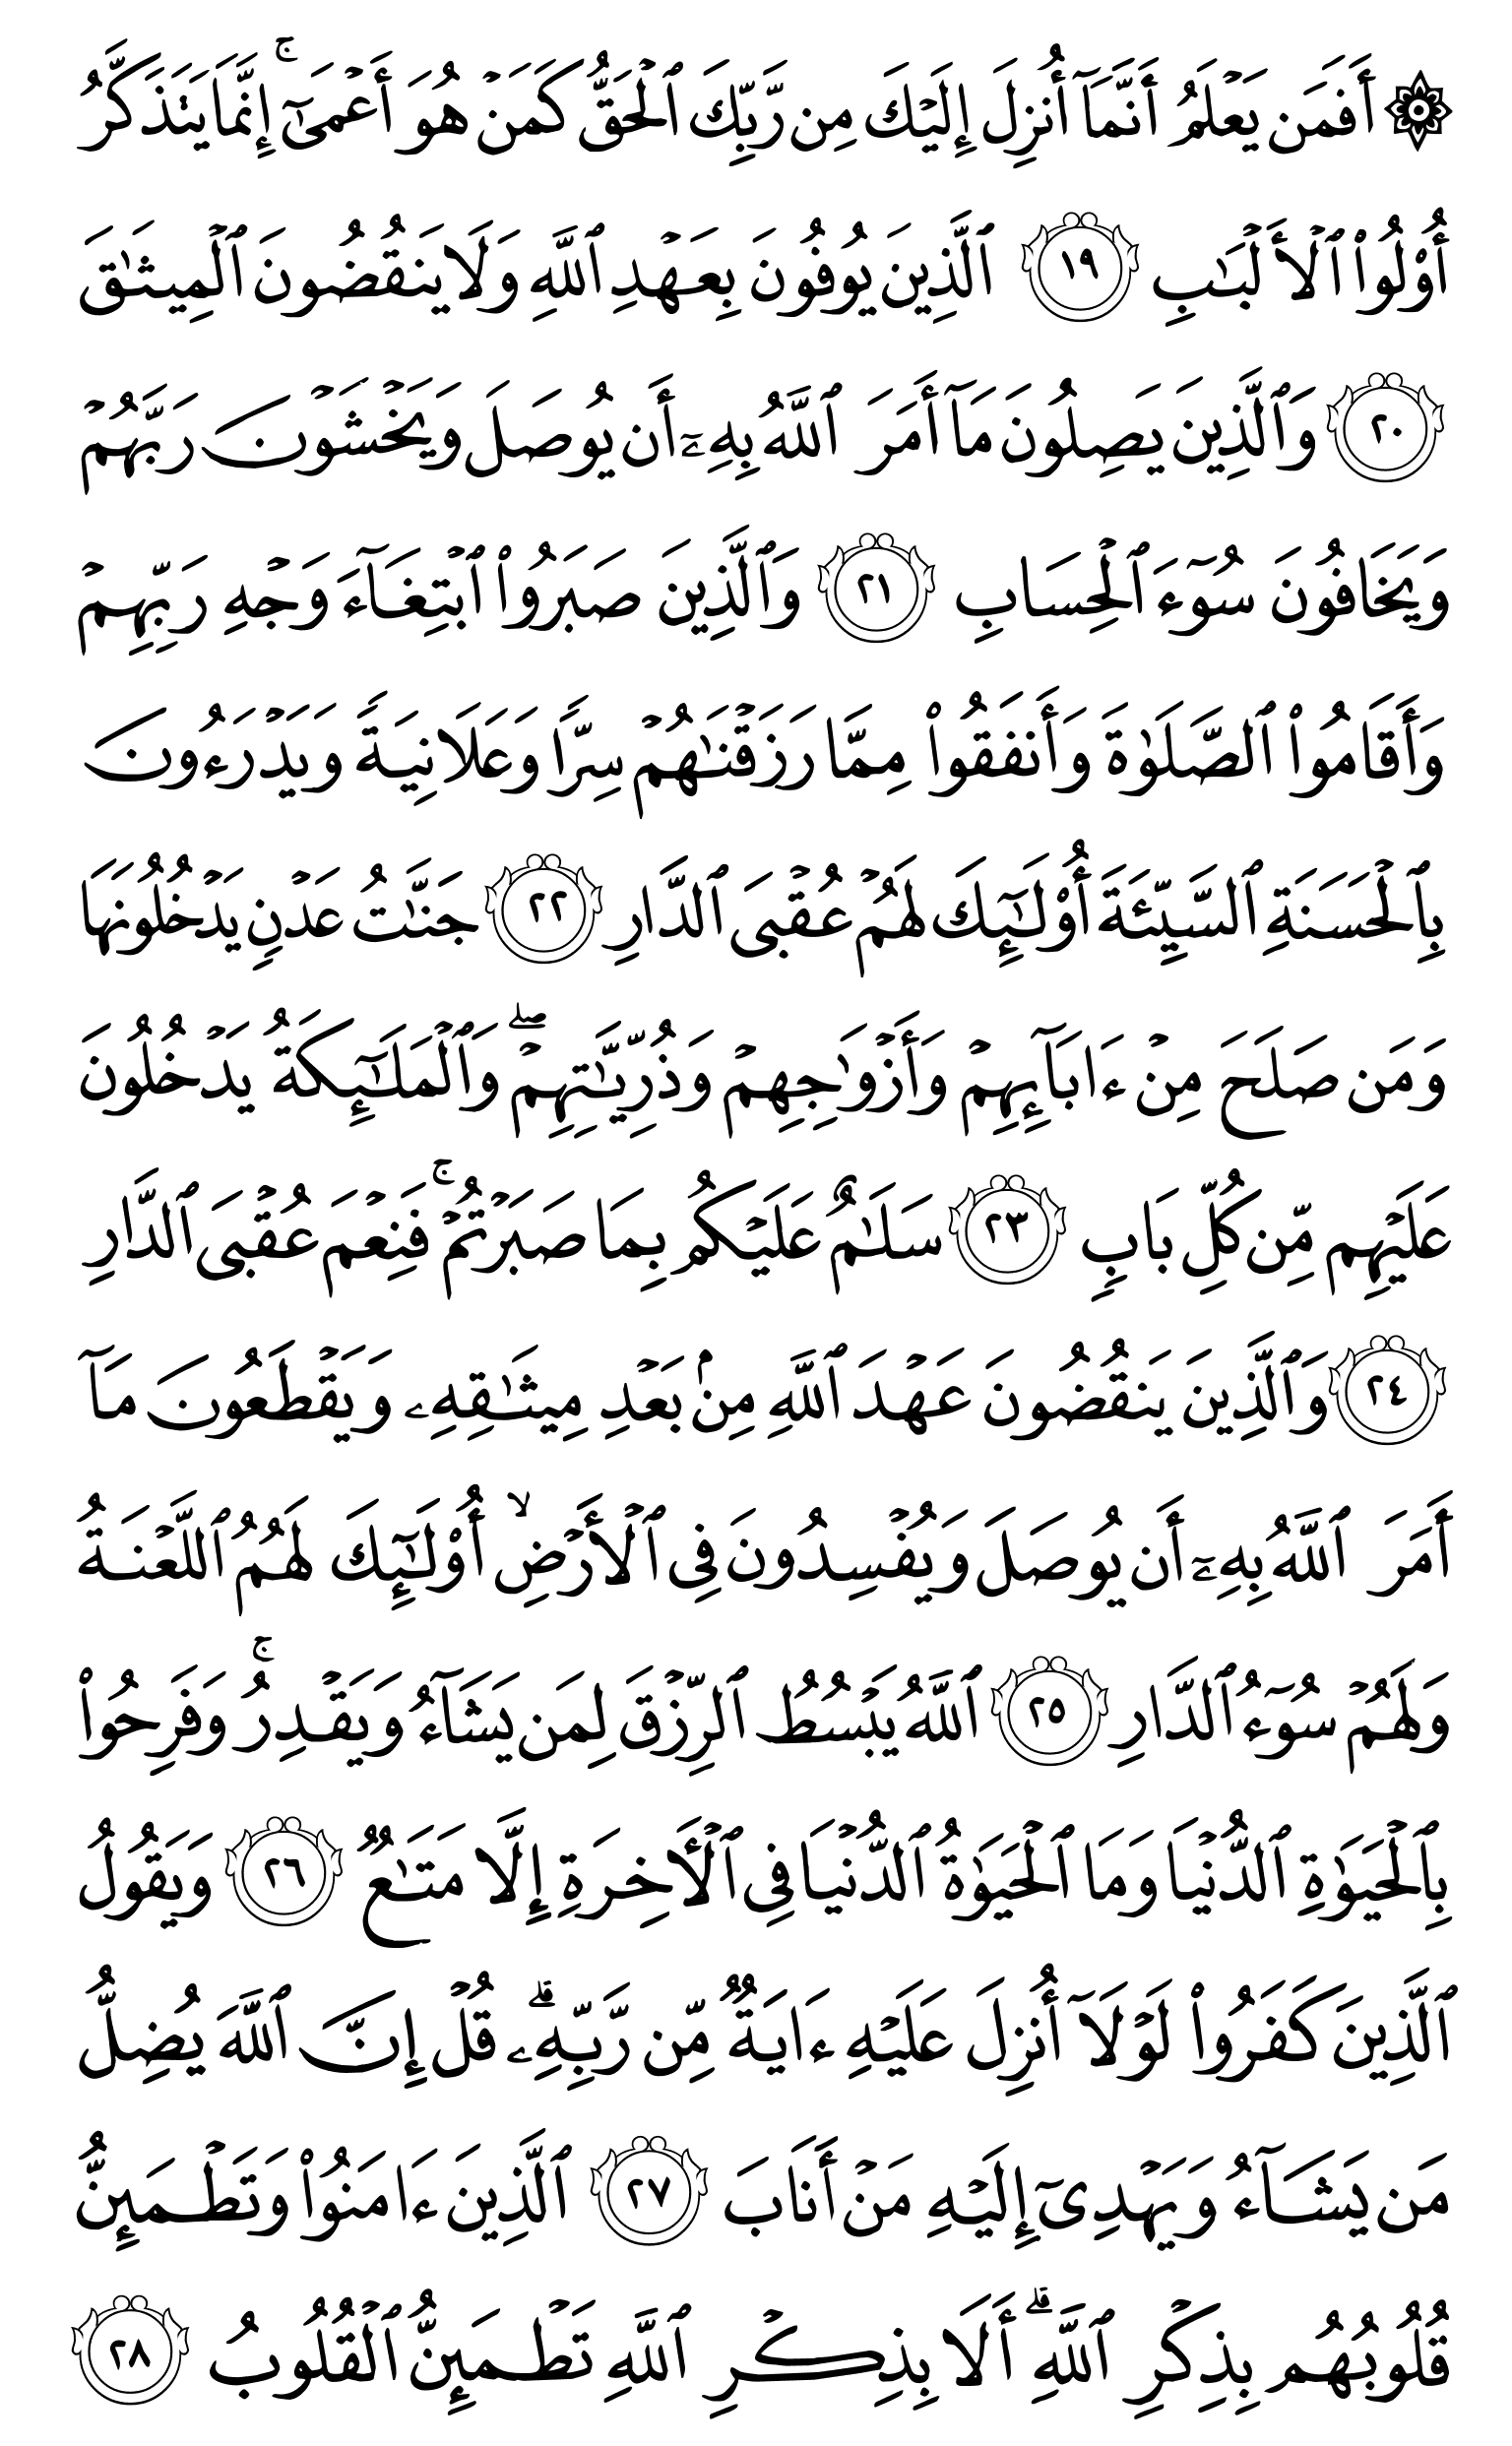 ۞ أَفَمَن يَعۡلَمُ أَنَّمَآ أُنزِلَ إِلَيۡكَ مِن رَّبِّكَ ٱلۡحَقُّ كَمَنۡ هُوَ أَعۡمَىٰٓۚ إِنَّمَا يَتَذَكَّرُ
أُوْلُواْ ٱلۡأَلۡبَٰبِ ١٩ ٱلَّذِينَ يُوفُونَ بِعَهۡدِ ٱللَّهِ وَلَا يَنقُضُونَ ٱلۡمِيثَٰقَ
٢٠ وَٱلَّذِينَ يَصِلُونَ مَآ أَمَرَ ٱللَّهُ بِهِۦٓ أَن يُوصَلَ وَيَخۡشَوۡنَ رَبَّهُمۡ
وَيَخَافُونَ سُوٓءَ ٱلۡحِسَابِ ٢١ وَٱلَّذِينَ صَبَرُواْ ٱبۡتِغَآءَ وَجۡهِ رَبِّهِمۡ
وَأَقَامُواْ ٱلصَّلَوٰةَ وَأَنفَقُواْ مِمَّا رَزَقۡنَٰهُمۡ سِرّٗا وَعَلَانِيَةٗ وَيَدۡرَءُونَ
بِٱلۡحَسَنَةِ ٱلسَّيِّئَةَ أُوْلَٰٓئِكَ لَهُمۡ عُقۡبَى ٱلدَّارِ ٢٢ جَنَّٰتُ عَدۡنٖ يَدۡخُلُونَهَا
وَمَن صَلَحَ مِنۡ ءَابَآئِهِمۡ وَأَزۡوَٰجِهِمۡ وَذُرِّيَّٰتِهِمۡۖ وَٱلۡمَلَٰٓئِكَةُ يَدۡخُلُونَ
عَلَيۡهِم مِّن كُلِّ بَابٖ ٢٣ سَلَٰمٌ عَلَيۡكُم بِمَا صَبَرۡتُمۡۚ فَنِعۡمَ عُقۡبَى ٱلدَّارِ
٢٤ وَٱلَّذِينَ يَنقُضُونَ عَهۡدَ ٱللَّهِ مِنۢ بَعۡدِ مِيثَٰقِهِۦ وَيَقۡطَعُونَ مَآ
أَمَرَ ٱللَّهُ بِهِۦٓ أَن يُوصَلَ وَيُفۡسِدُونَ فِي ٱلۡأَرۡضِۙ أُوْلَٰٓئِكَ لَهُمُ ٱللَّعۡنَةُ
وَلَهُمۡ سُوٓءُ ٱلدَّارِ ٢٥ ٱللَّهُ يَبۡسُطُ ٱلرِّزۡقَ لِمَن يَشَآءُ وَيَقۡدِرُۚ وَفَرِحُواْ
بِٱلۡحَيَوٰةِ ٱلدُّنۡيَا وَمَا ٱلۡحَيَوٰةُ ٱلدُّنۡيَا فِي ٱلۡأٓخِرَةِ إِلَّا مَتَٰعٞ ٢٦ وَيَقُولُ
ٱلَّذِينَ كَفَرُواْ لَوۡلَآ أُنزِلَ عَلَيۡهِ ءَايَةٞ مِّن رَّبِّهِۦۗ قُلۡ إِنَّ ٱللَّهَ يُضِلُّ
مَن يَشَآءُ وَيَهۡدِيٓ إِلَيۡهِ مَنۡ أَنَابَ ٢٧ ٱلَّذِينَ ءَامَنُواْ وَتَطۡمَئِنُّ
قُلُوبُهُم بِذِكۡرِ ٱللَّهِۗ أَلَا بِذِكۡرِ ٱللَّهِ تَطۡمَئِنُّ ٱلۡقُلُوبُ ٢٨